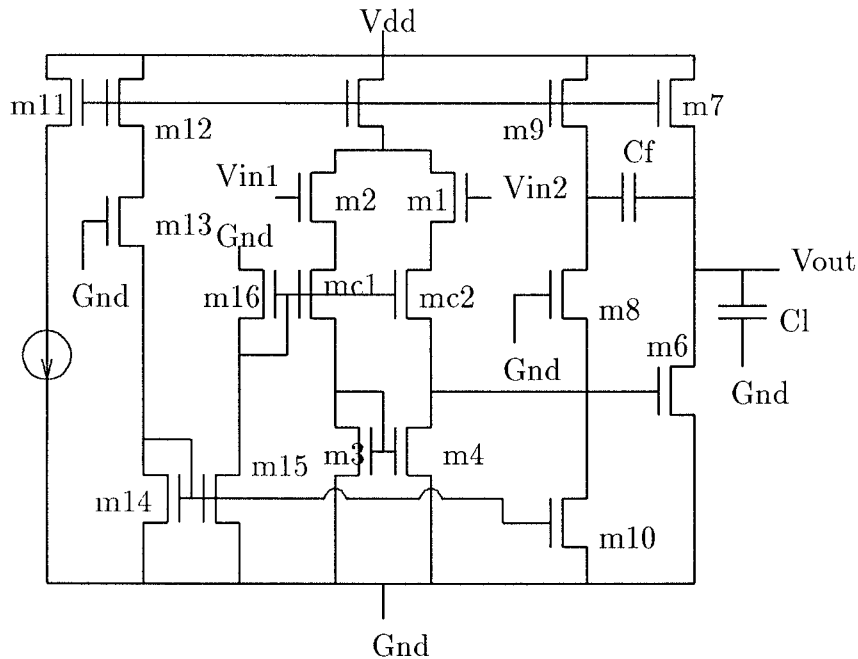 Vdd
m11
m12
m9
m7
Cf
Vin1
m2
m1
Vin2
m13
Gnd
Gnd
m16
mc1
mc2
m8
Vout
Cl
Gnd
m6
Gnd
m3
m4
m15
m14
m10
Gnd